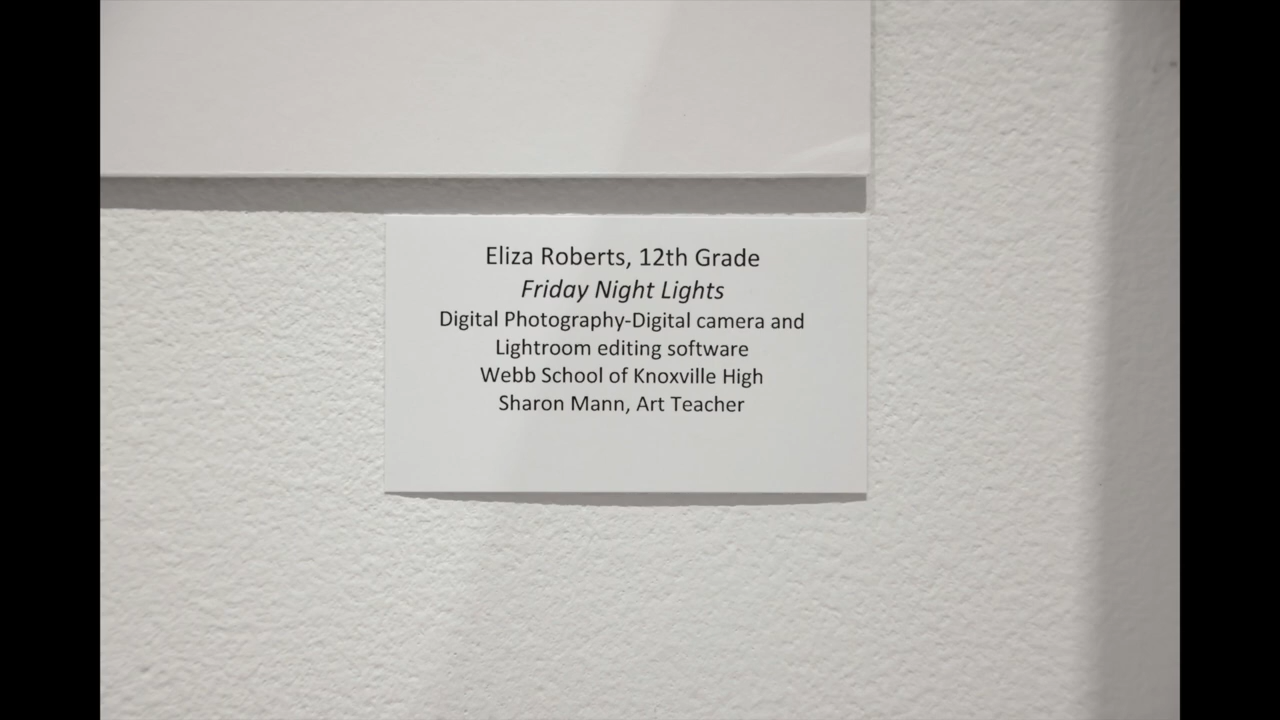 Eliza Roberts, 12th Grade
Friday Night Lights
Digital Photography-Digital camera and
Lightroom editing software
Webb School of Knoxville High
Sharon Mann, Art Teacher